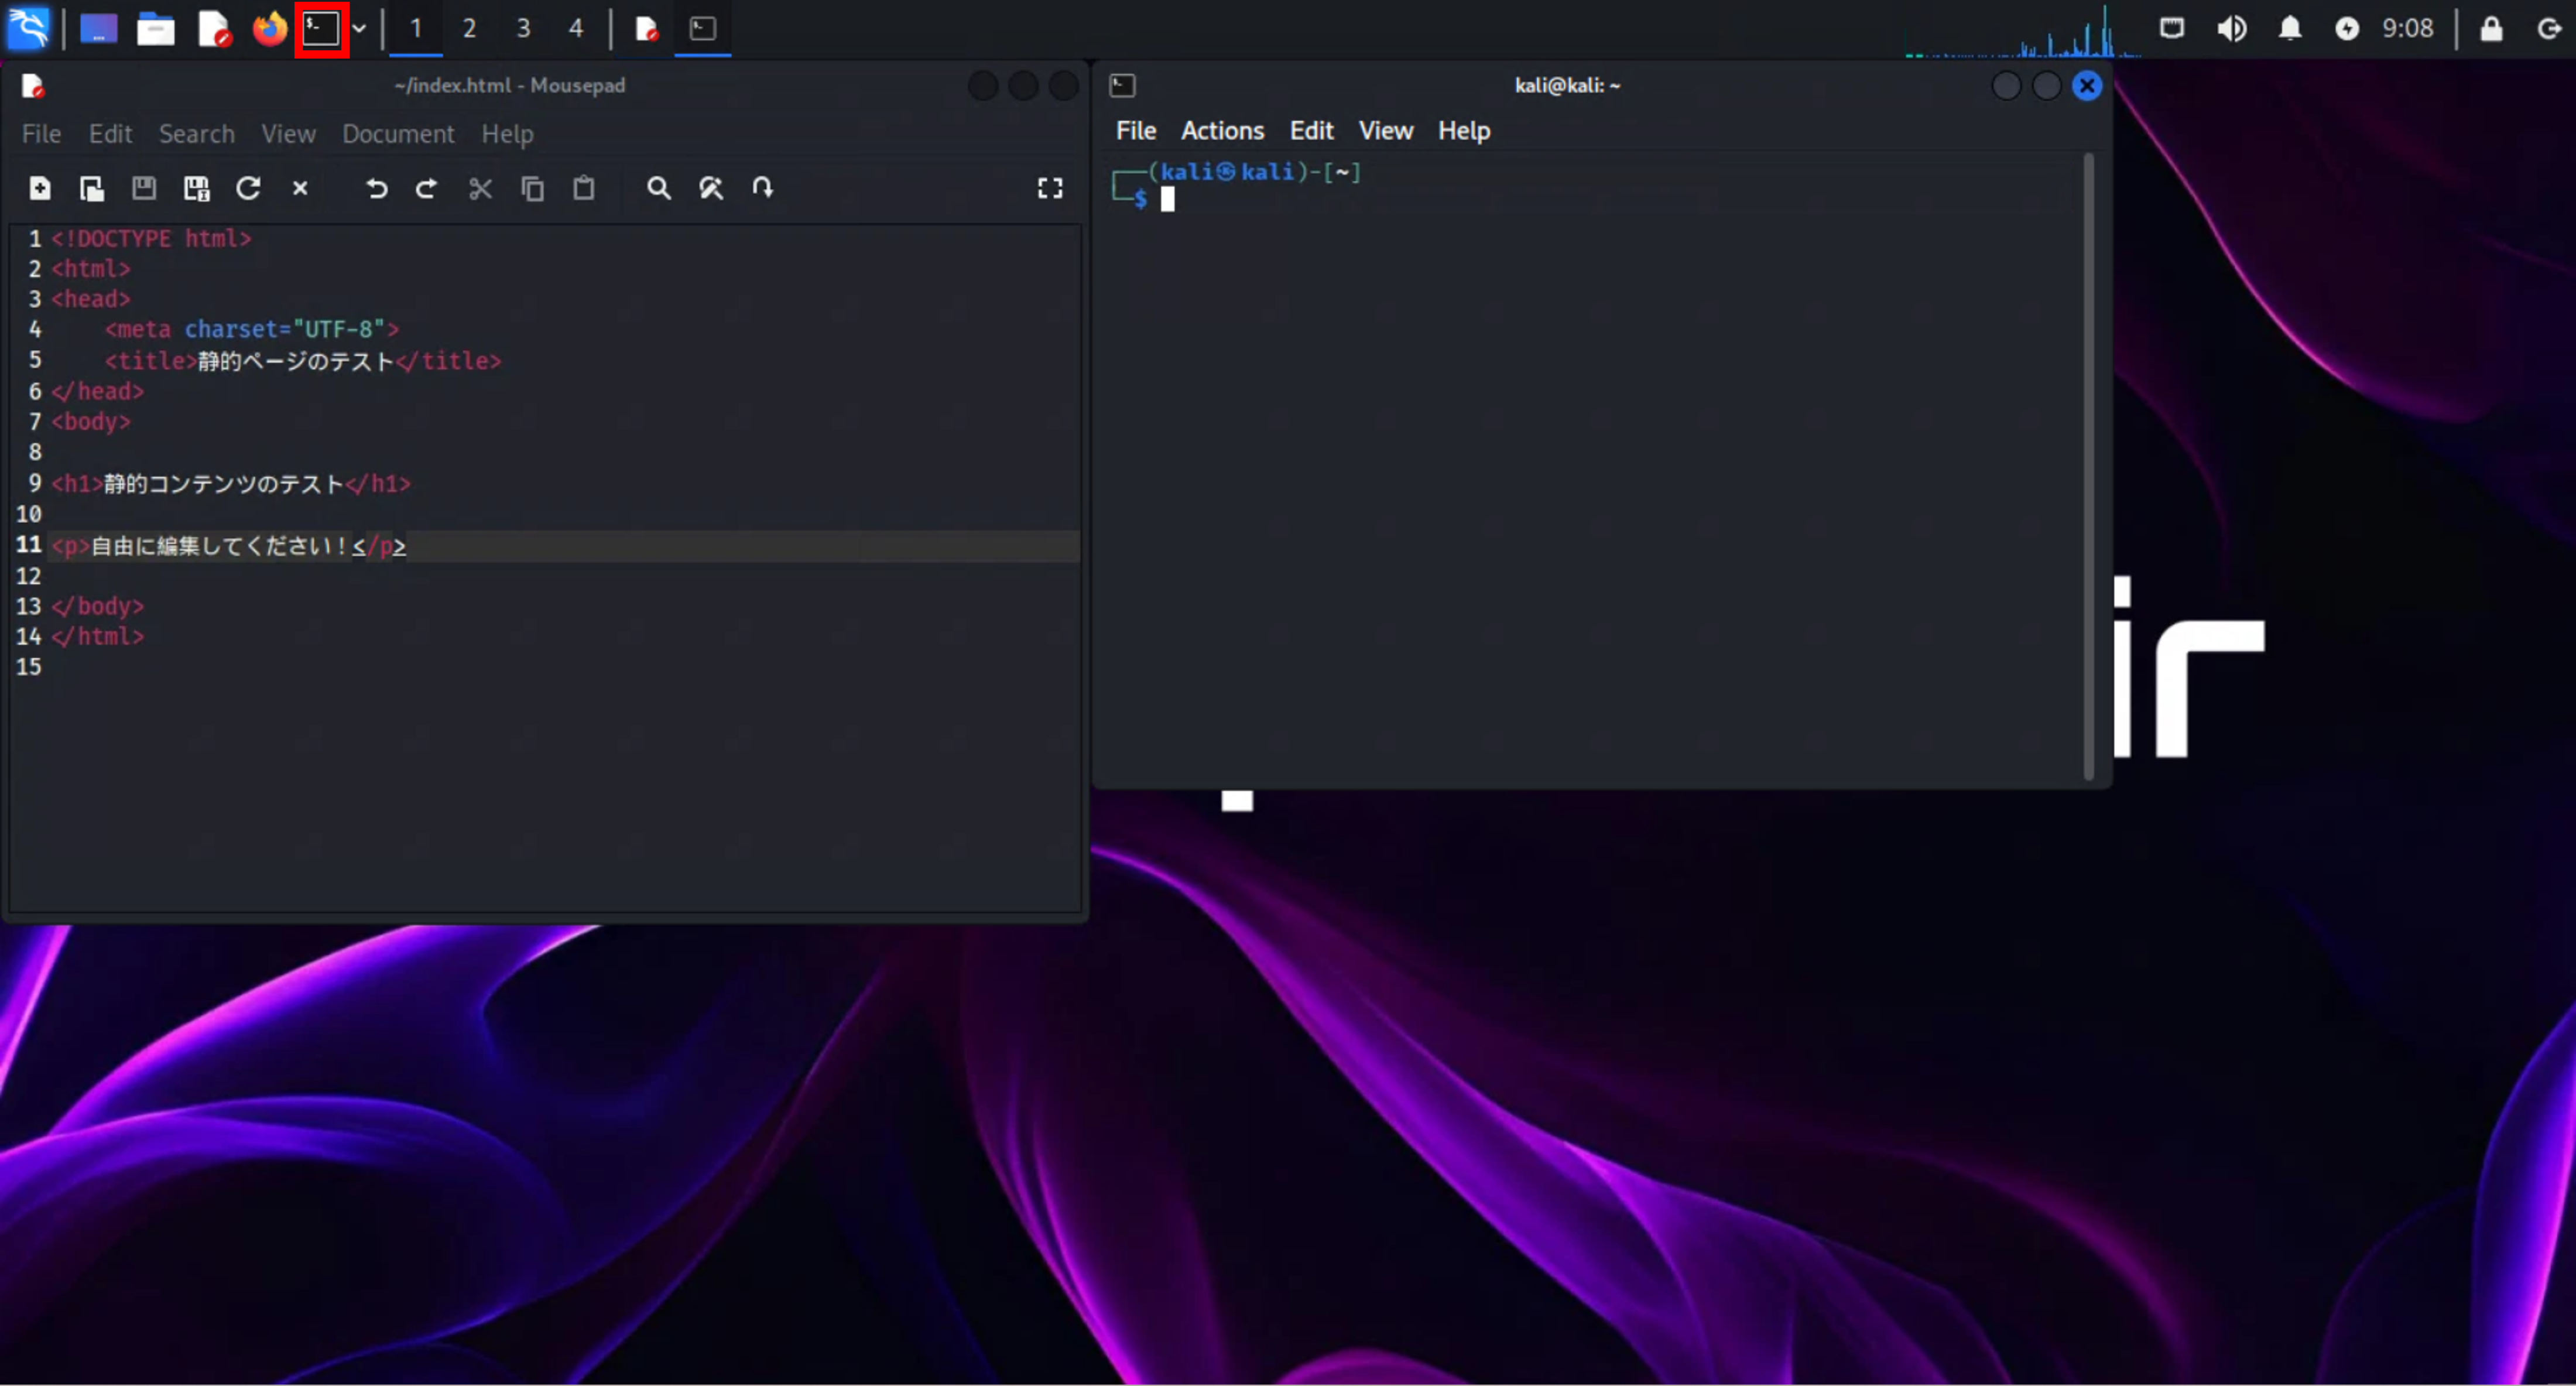 1 2 3 4
9:08
~/index.html - Mousepad
File Edit Search View Document Help
1 <!DOCTYPE html>
2 <html>
3 <head>
4 <meta charset="UTF-8">
5 <title>静的ページのテスト</title>
6 </head>
7 <body>
8
9 <h1>静的コンテンツのテスト</h1>
10
11 <p>自由に編集してください！</p>
12
13 </body>
14 </html>
15
kali@kali: ~
File Actions Edit View Help
┌──(kali㉿kali)-[~]
└─$